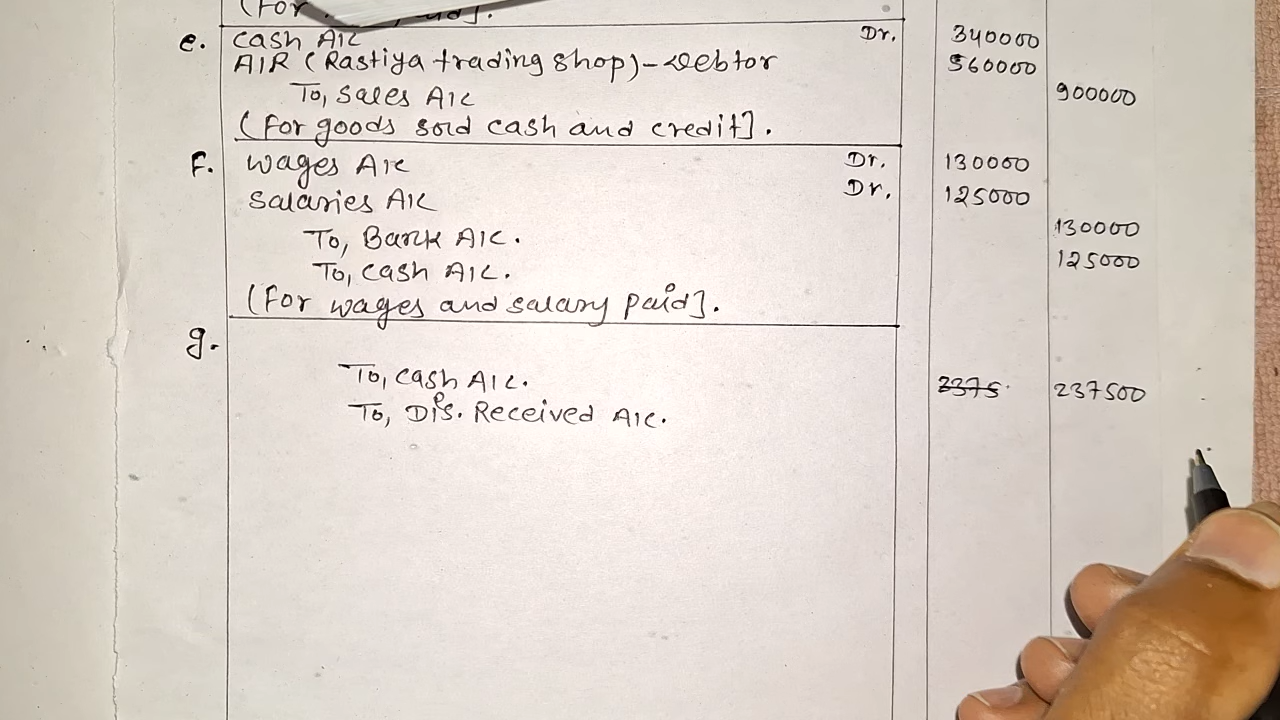 (For
e. Cash A/C Dr. 340000
A/R (Rastiya trading shop)-Debtor 560000
To, Sales A/C 900000
(For goods sold cash and credit].
F. Wages A/C Dr. 130000
Salaries A/C Dr. 125000
To, Bank A/C. 130000
To, Cash A/C. 125000
(For wages and salary paid].
g.
To, Cash A/C. 2375 237500
To, Dis. Received A/C.